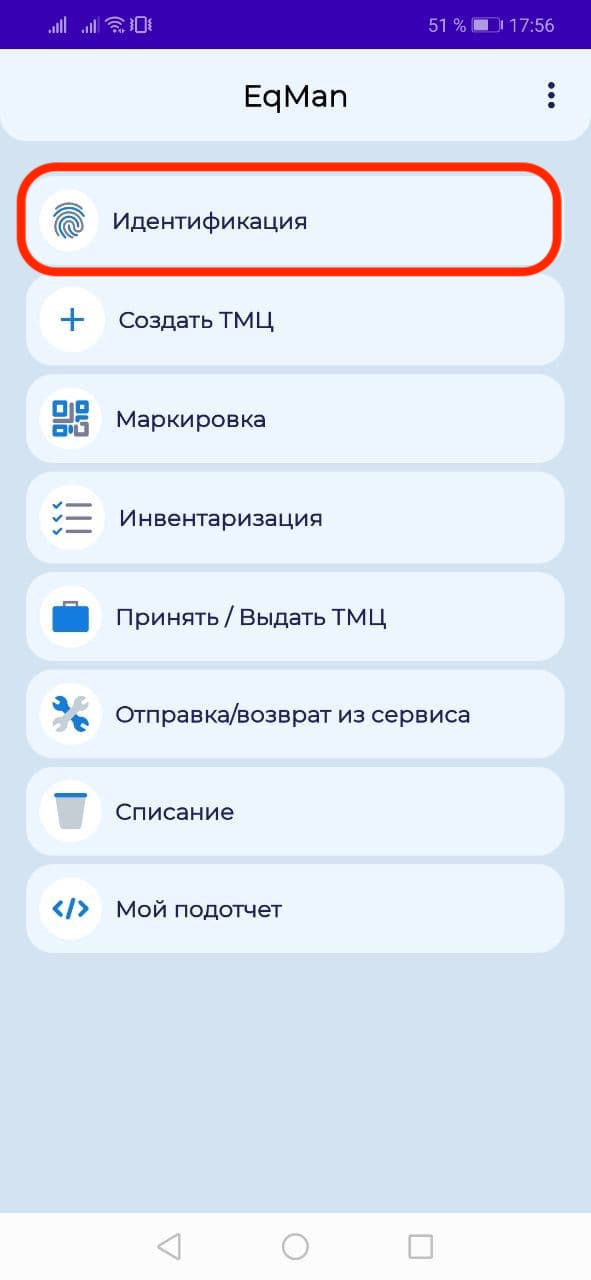 51 % 17:56
EqMan
Идентификация
Создать ТМЦ
Маркировка
Инвентаризация
Принять / Выдать ТМЦ
Отправка/возврат из сервиса
Списание
Мой подотчет